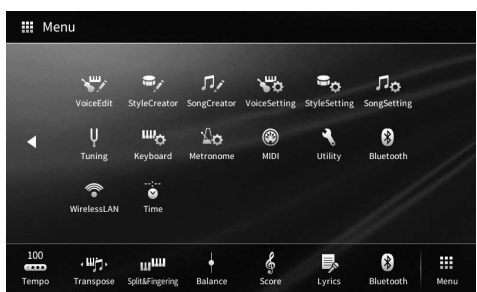 Menu
VoiceEdit StyleCreator SongCreator VoiceSetting StyleSetting SongSetting
Tuning Keyboard Metronome MIDI Utility Bluetooth
--:--
WirelessLAN Time
100
Tempo Transpose Split&Fingering Balance Score Lyrics Bluetooth Menu